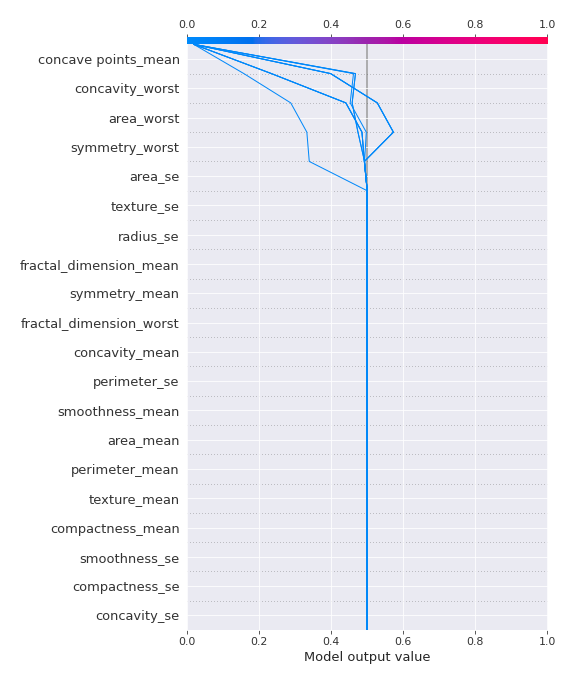 0.0 0.2 0.4 0.6 0.8 1.0
concave points_mean
concavity_worst
area_worst
symmetry_worst
area_se
texture_se
radius_se
fractal_dimension_mean
symmetry_mean
fractal_dimension_worst
concavity_mean
perimeter_se
smoothness_mean
area_mean
perimeter_mean
texture_mean
compactness_mean
smoothness_se
compactness_se
concavity_se
0.0 0.2 0.4 0.6 0.8 1.0
Model output value